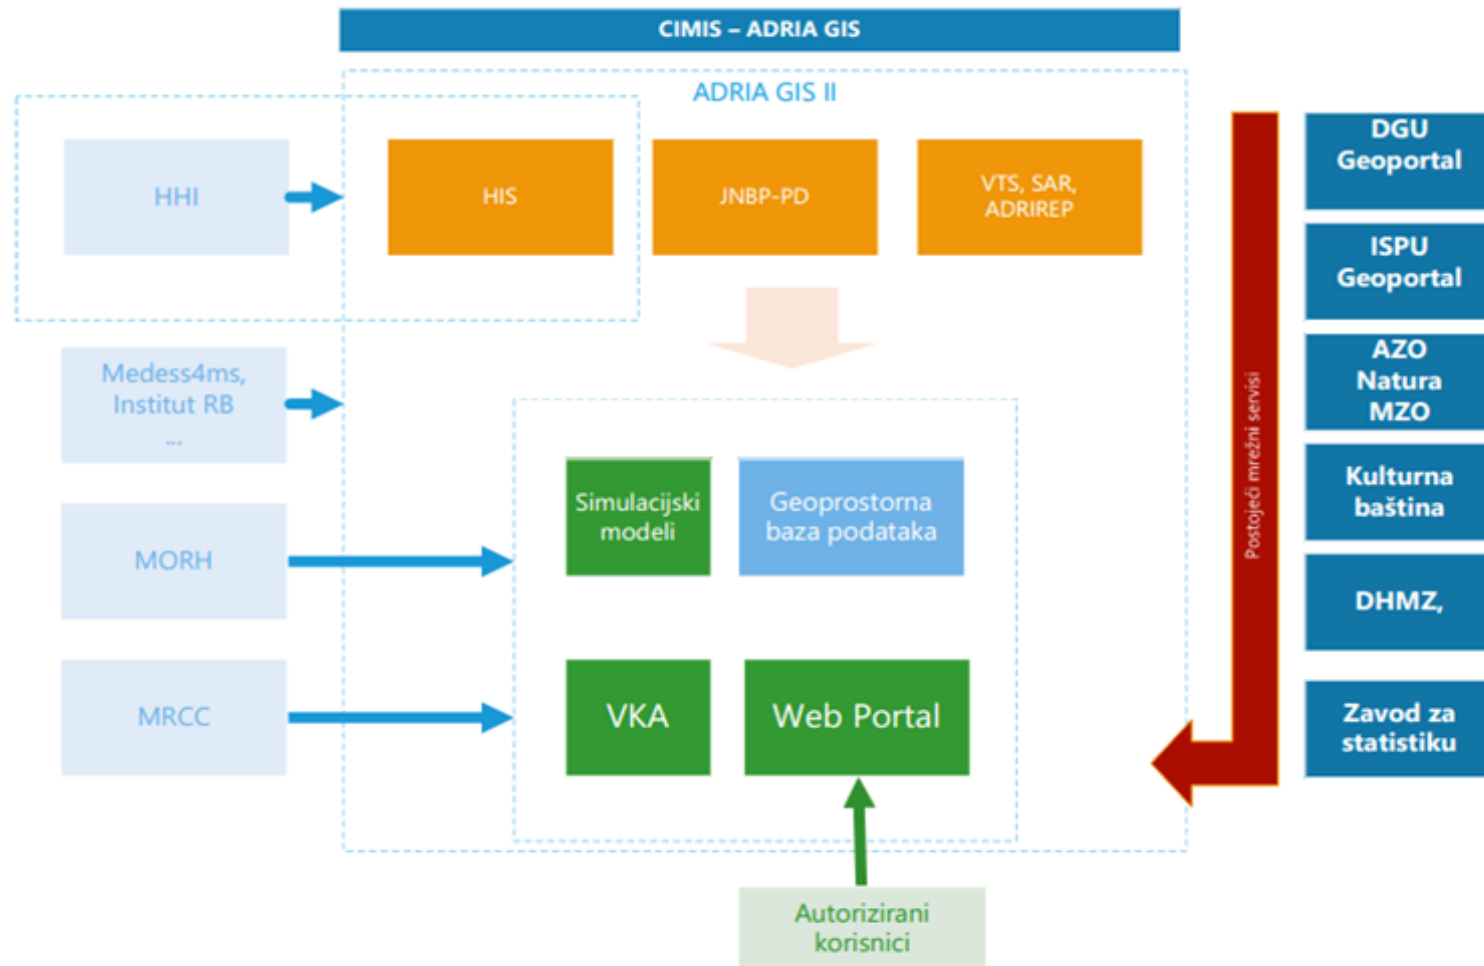 CIMIS – ADRIA GIS
ADRIA GIS II
HHI
HIS
JNBP-PD
VTS, SAR,
ADRIREP
Medess4ms,
Institut RB
...
MORH
MRCC
Simulacijski
modeli
Geoprostorna
baza podataka
VKA
Web Portal
Autorizirani
korisnici
Postojeći mrežni servisi
DGU
Geoportal
ISPU
Geoportal
AZO
Natura
MZO
Kulturna
baština
DHMZ,
Zavod za
statistiku